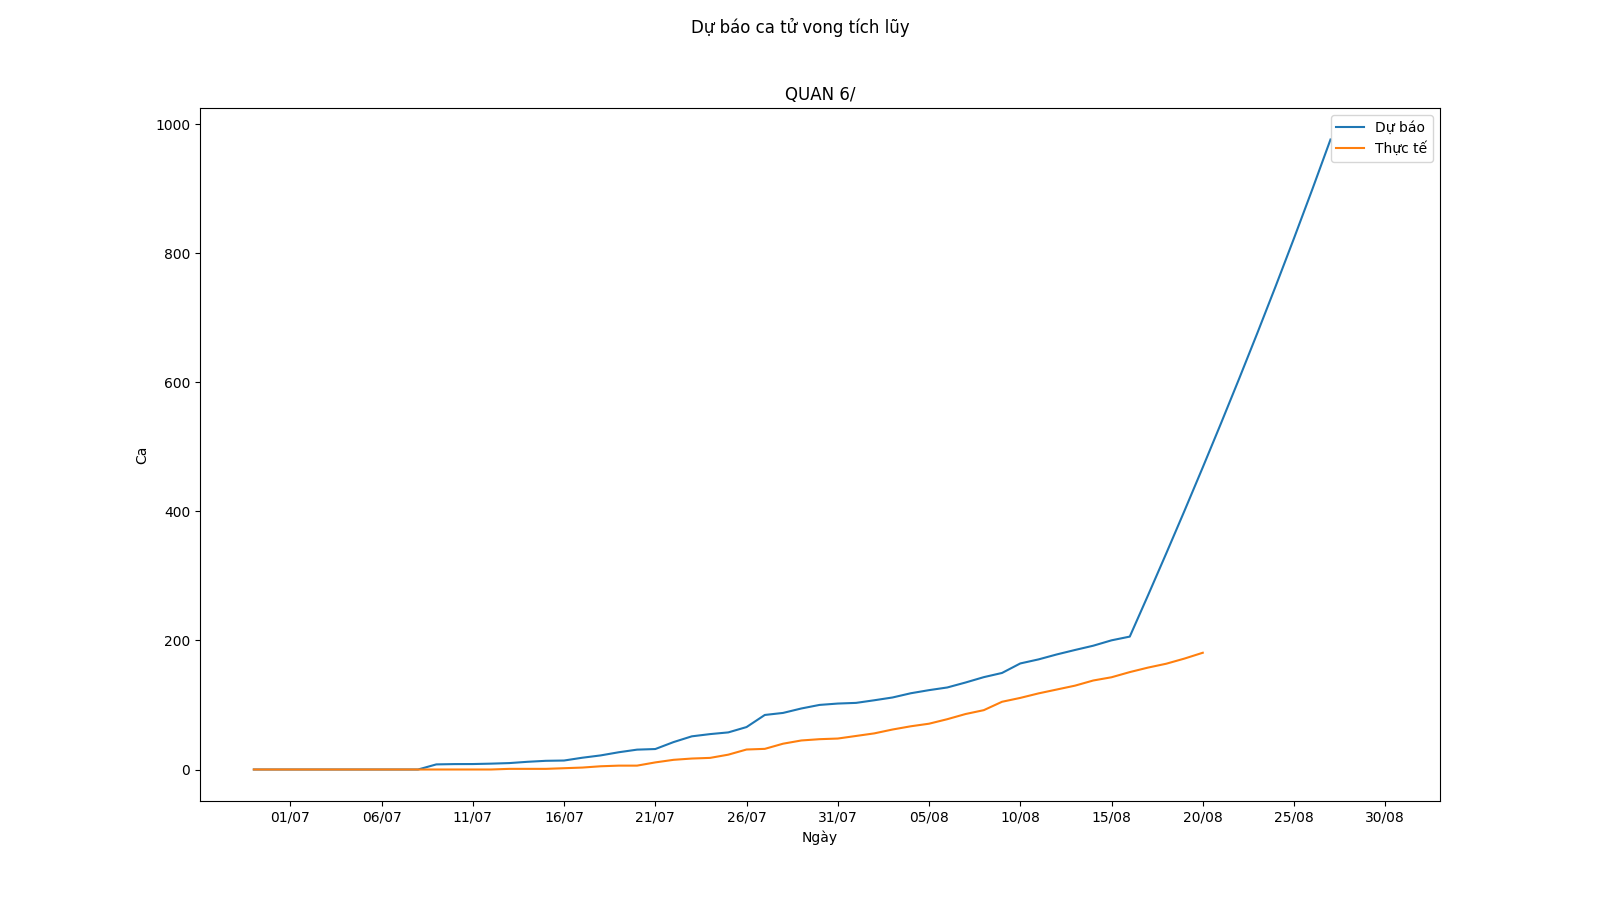 Dự báo ca tử vong tích lũy
QUAN 6/
Dự báo
Thực tế
1000
800
600
400
200
0
Ca
01/07 06/07 11/07 16/07 21/07 26/07 31/07 05/08 10/08 15/08 20/08 25/08 30/08
Ngày